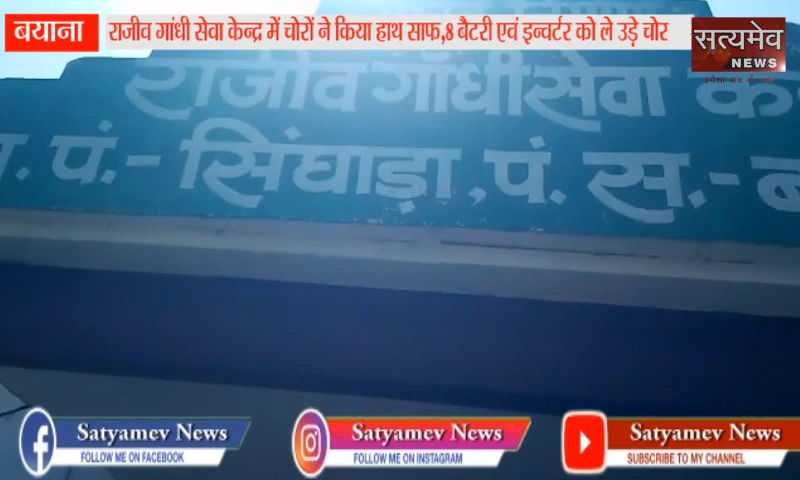 बयाना
राजीव गांधी सेवा केन्द्र में चोरों ने किया हाथ साफ,8 बैटरी एवं इन्वर्टर को ले उड़े चोर
सत्यमेव
NEWS
राजीव गाँधी सेवा
पं.- सिंघाड़ा, पं. स.-
Satyamev News
FOLLOW ME ON FACEBOOK
Satyamev News
FOLLOW ME ON INSTAGRAM
Satyamev News
SUBSCRIBE TO MY CHANNEL